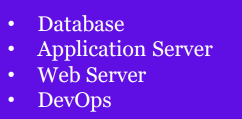 • Database
• Application Server
• Web Server
• DevOps